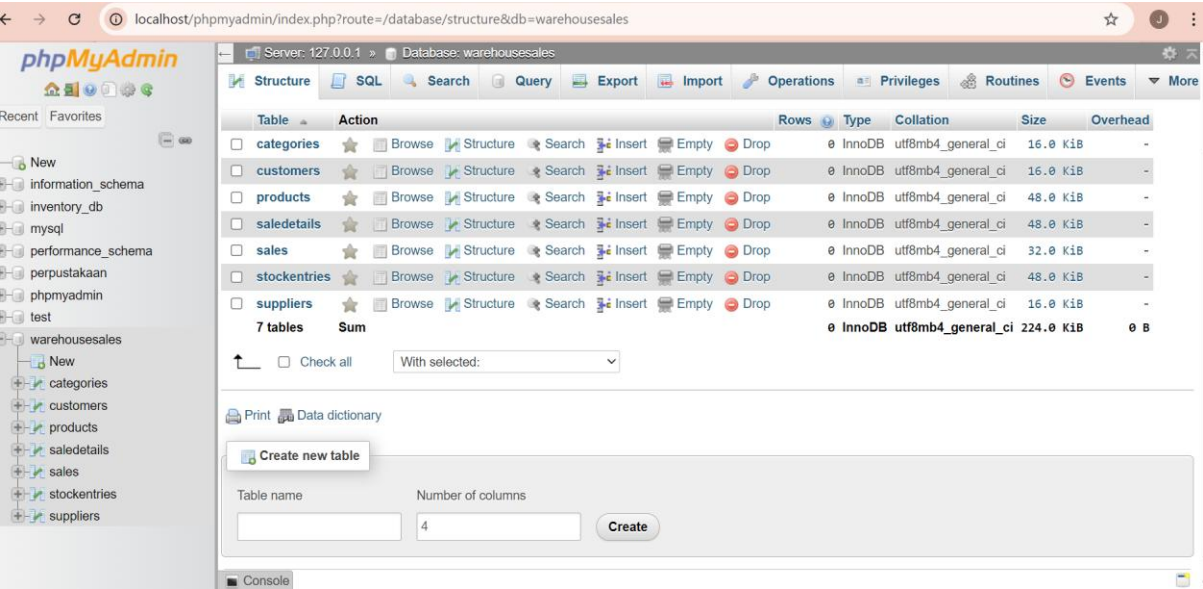 localhost/phpmyadmin/index.php?route=/database/structure&db=warehousesales
J
phpMyAdmin
Recent Favorites
New
information_schema
inventory_db
mysql
performance_schema
perpustakaan
phpmyadmin
test
warehousesales
New
categories
customers
products
saledetails
sales
stockentries
suppliers
Server: 127.0.0.1 » Database: warehousesales
Structure SQL Search Query Export Import Operations Privileges Routines Events More
Table Action Rows Type Collation Size Overhead
categories Browse Structure Search Insert Empty Drop 0 InnoDB utf8mb4_general_ci 16.0 KiB -
customers Browse Structure Search Insert Empty Drop 0 InnoDB utf8mb4_general_ci 16.0 KiB -
products Browse Structure Search Insert Empty Drop 0 InnoDB utf8mb4_general_ci 48.0 KiB -
saledetails Browse Structure Search Insert Empty Drop 0 InnoDB utf8mb4_general_ci 48.0 KiB -
sales Browse Structure Search Insert Empty Drop 0 InnoDB utf8mb4_general_ci 32.0 KiB -
stockentries Browse Structure Search Insert Empty Drop 0 InnoDB utf8mb4_general_ci 48.0 KiB -
suppliers Browse Structure Search Insert Empty Drop 0 InnoDB utf8mb4_general_ci 16.0 KiB -
7 tables Sum 0 InnoDB utf8mb4_general_ci 224.0 KiB 0 B
Check all With selected:
Print Data dictionary
Create new table
Table name Number of columns
4 Create
Console